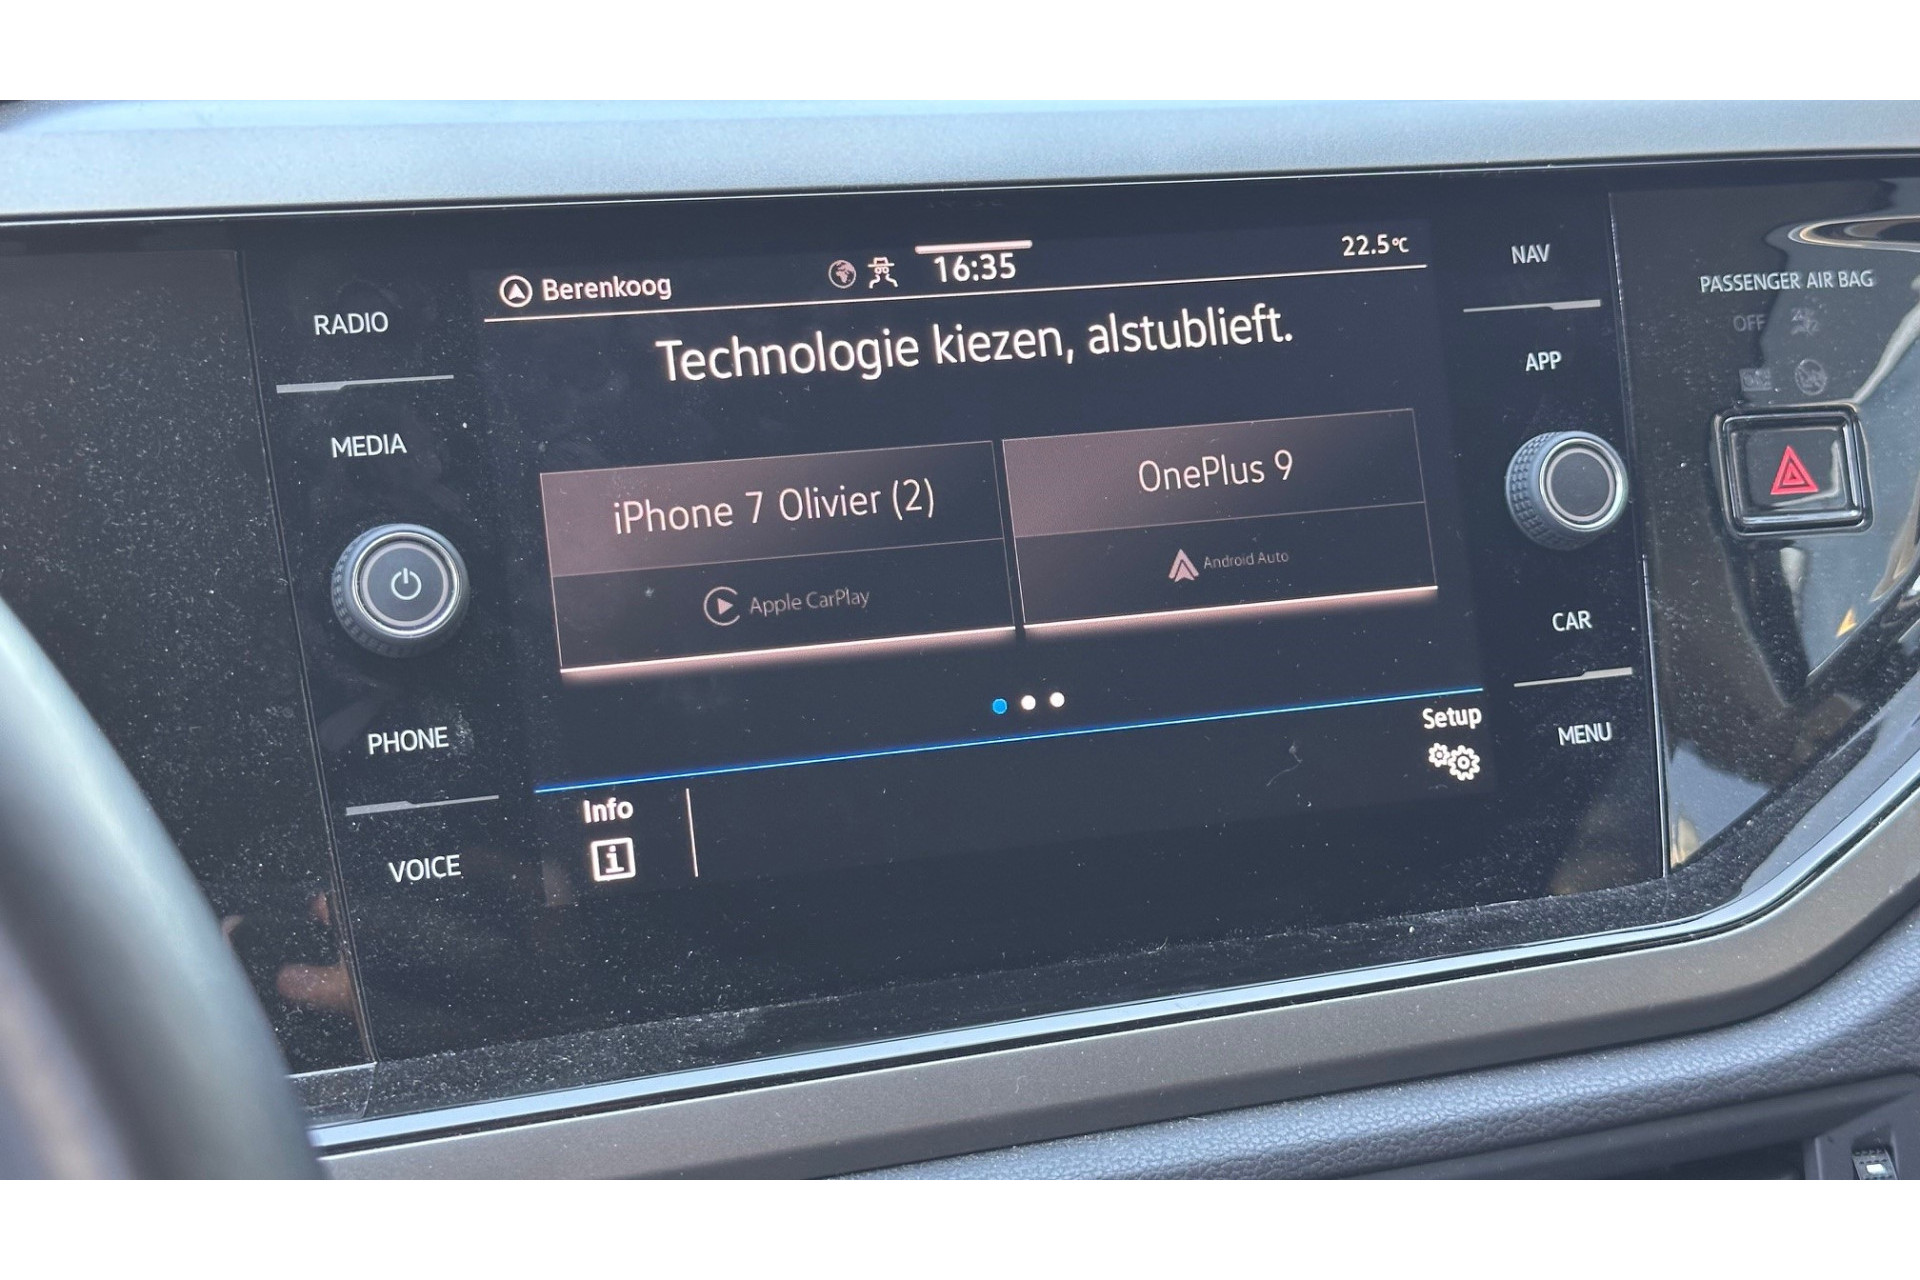 Berenkoog
16:35
22.5°C
Technologie kiezen, alstublieft.
iPhone 7 Olivier (2)
Apple CarPlay
OnePlus 9
Android Auto
Info
Setup
RADIO
MEDIA
PHONE
VOICE
NAV
APP
CAR
MENU
PASSENGER AIR BAG
OFF